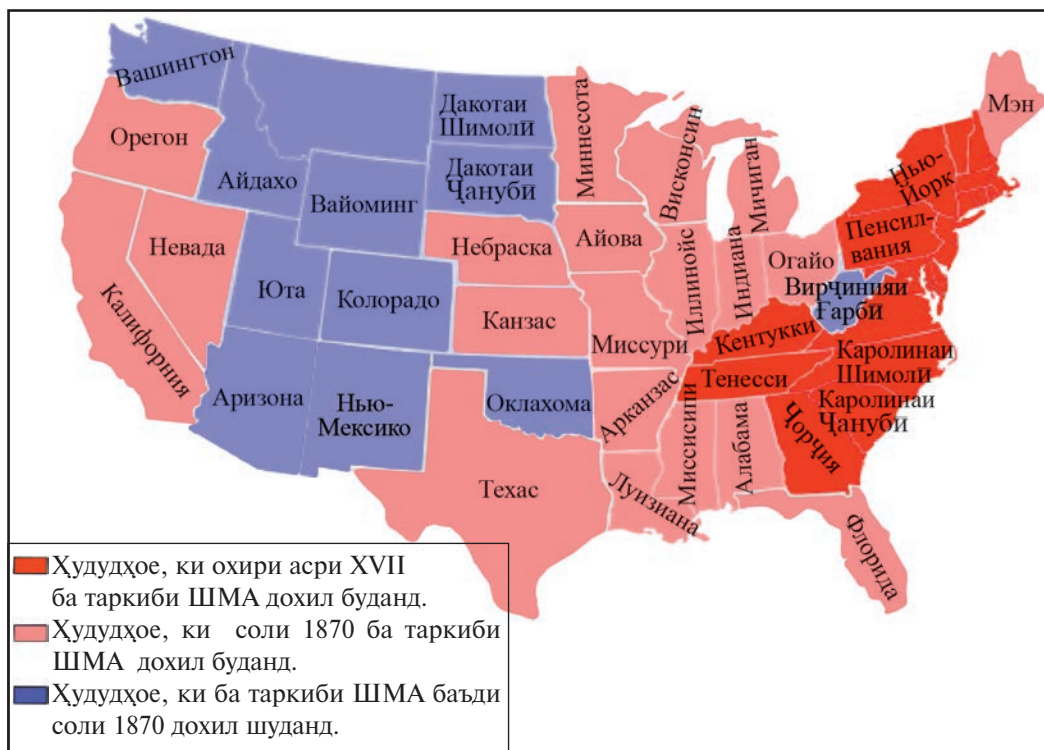 Вашингтон
Орегон
Айдахо
Невада
Калифорния
Юта
Аризона
Вайоминг
Колорадо
Нью-
Мексико
Дакотаи
Шимолӣ
Дакотаи
Ҷанубӣ
Небраска
Канзас
Оклахома
Техас
Миннесота
Айова
Миссури
Арканзас
Луизиана
Висконсин
Иллинойс
Мичиган
Индиана
Огайо
Кентукки
Тенесси
Миссисипи
Алабама
Ҷорҷия
Флорида
Вирҷинияи
Ғарбӣ
Каролинаи
Шимолӣ
Каролинаи
Ҷанубӣ
Пенсил-
вания
Нью-
Йорк
Мэн
Ҳудудҳое, ки охири асри XVII
ба таркиби ШМА дохил буданд.
Ҳудудҳое, ки соли 1870 ба таркиби
ШМА дохил буданд.
Ҳудудҳое, ки ба таркиби ШМА баъди
соли 1870 дохил шуданд.